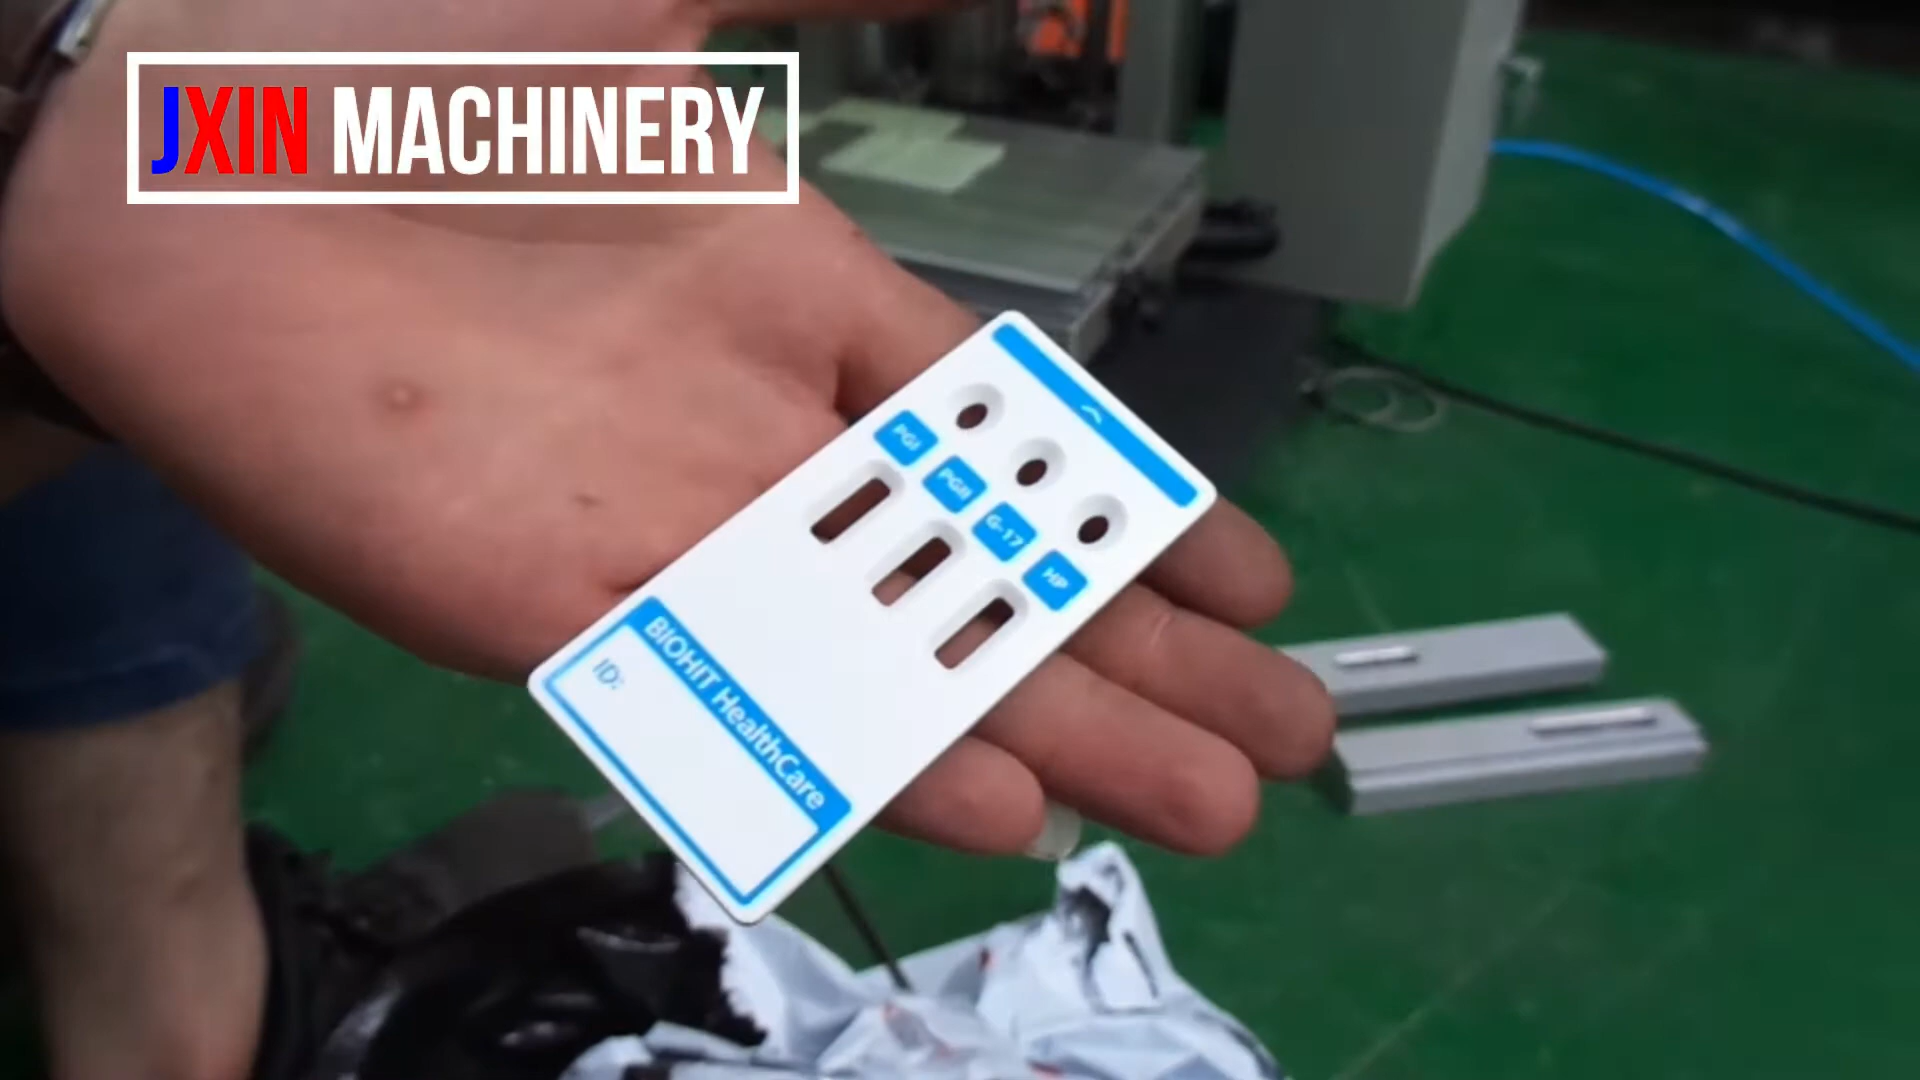 JXIN MACHINERY
PGI
PGII
G-17
HP
BIOHIT HealthCare
ID: